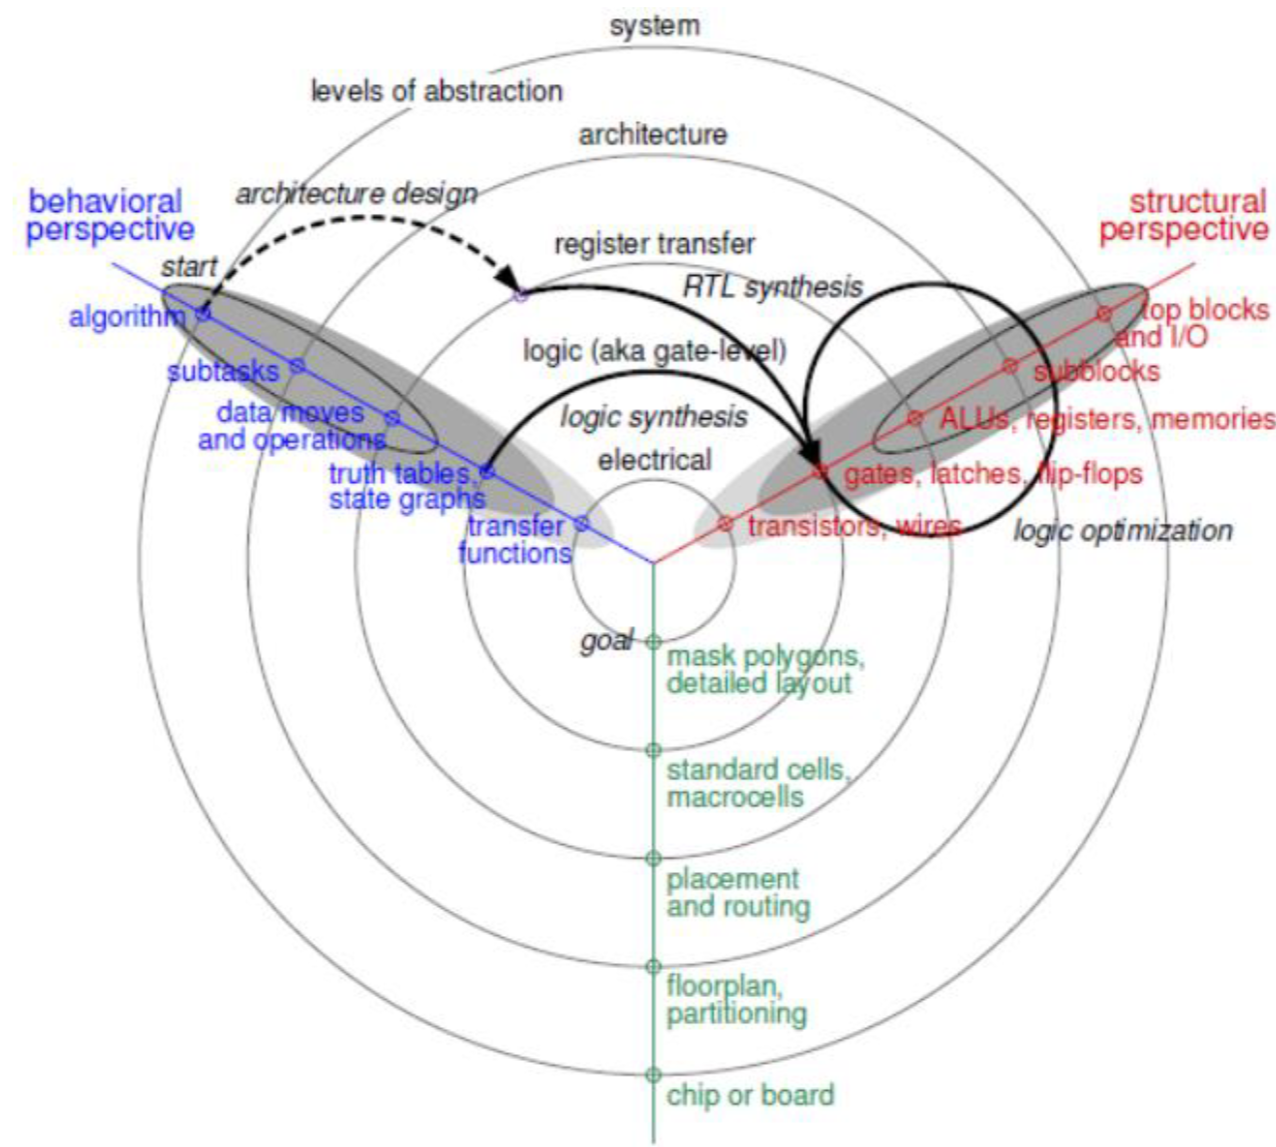 system
levels of abstraction
architecture
behavioral
perspective
architecture design
structural
perspective
start
register transfer
RTL synthesis
algorithm
top blocks
and I/O
logic (aka gate-level)
subtasks
subblocks
data moves
and operations
logic synthesis
ALUs, registers, memories
electrical
truth tables,
state graphs
gates, latches, flip-flops
transfer
functions
transistors, wires
logic optimization
goal
mask polygons,
detailed layout
standard cells,
macrocells
placement
and routing
floorplan,
partitioning
chip or board